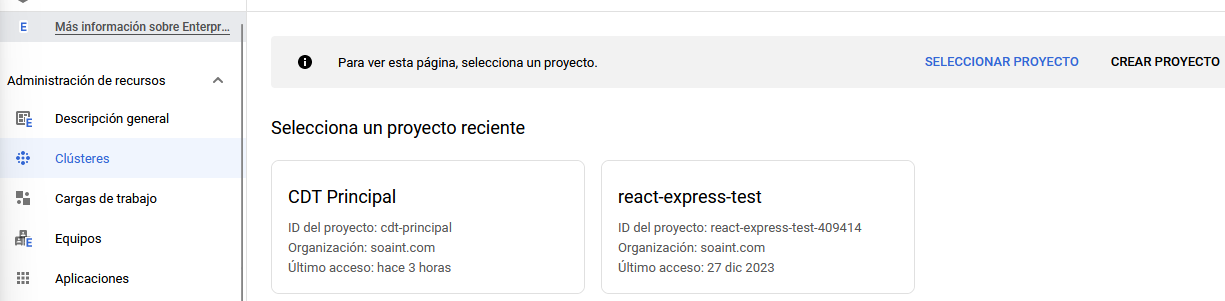 E Más información sobre Enterpr...
Para ver esta página, selecciona un proyecto. SELECCIONAR PROYECTO CREAR PROYECTO
Administración de recursos
Descripción general
Clústeres
Cargas de trabajo
Equipos
Aplicaciones
Selecciona un proyecto reciente
CDT Principal
ID del proyecto: cdt-principal
Organización: soaint.com
Último acceso: hace 3 horas
react-express-test
ID del proyecto: react-express-test-409414
Organización: soaint.com
Último acceso: 27 dic 2023